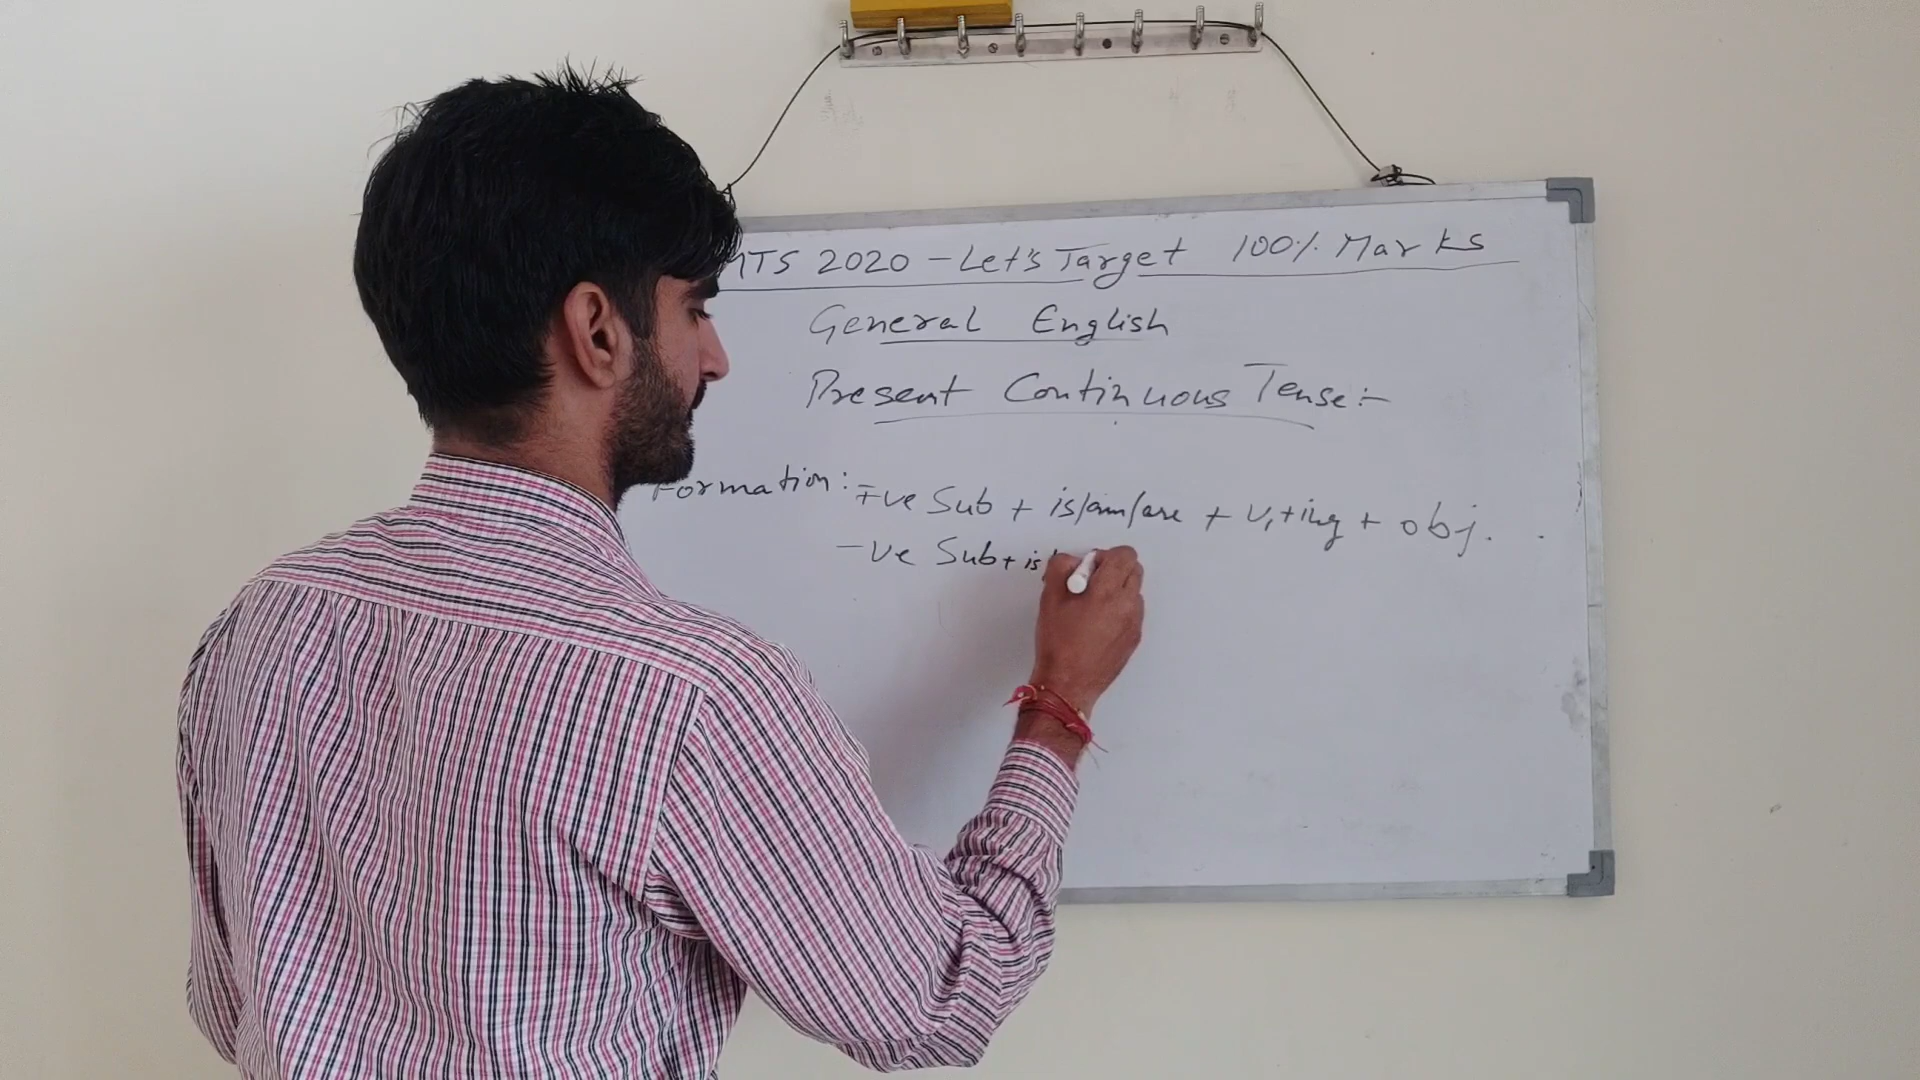 MTS 2020 - Let's Target 100% Marks
General English
Present Continuous Tense :-
Formation : +ve Sub + is/am/are + V₁+ing + obj.
-ve Sub + is/